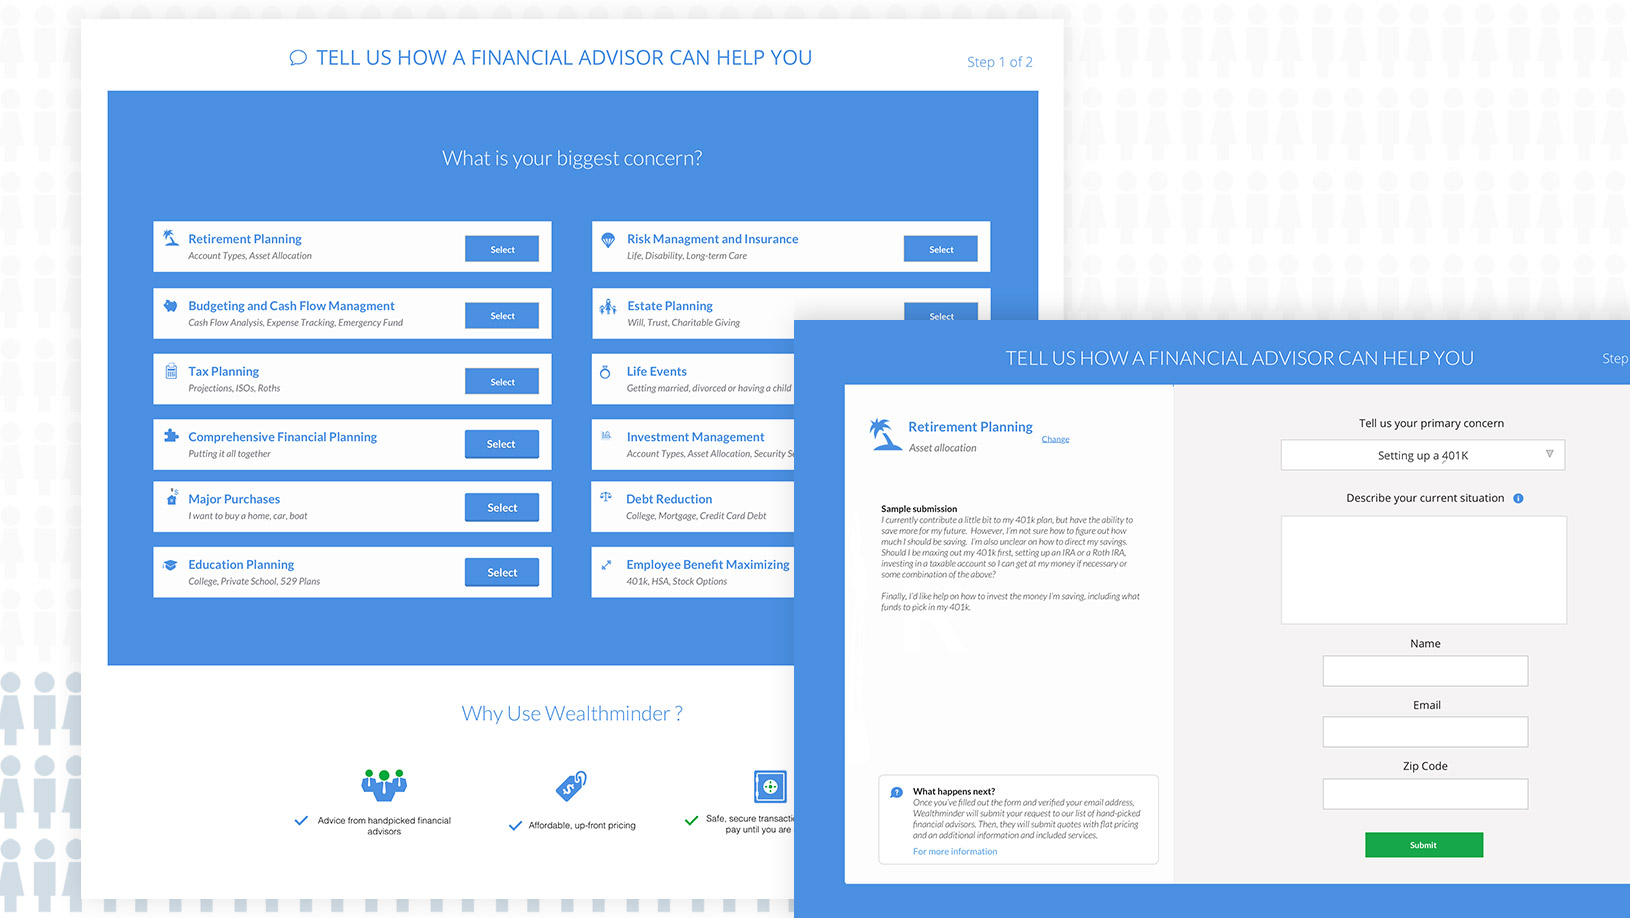 TELL US HOW A FINANCIAL ADVISOR CAN HELP YOU
Step 1 of 2
What is your biggest concern?
Retirement Planning
Account Types, Asset Allocation
Select
Risk Managment and Insurance
Life, Disability, Long-term Care
Select
Budgeting and Cash Flow Managment
Cash Flow Analysis, Expense Tracking, Emergency Fund
Select
Estate Planning
Will, Trust, Charitable Giving
Select
Tax Planning
Projections, ISOs, Roths
Select
Life Events
Getting married, divorced or having a child
Comprehensive Financial Planning
Putting it all together
Select
Investment Management
Account Types, Asset Allocation, Security
Major Purchases
I want to buy a home, car, boat
Select
Debt Reduction
College, Mortgage, Credit Card Debt
Education Planning
College, Private School, 529 Plans
Select
Employee Benefit Maximizing
401k, HSA, Stock Options
Why Use Wealthminder ?
Advice from handpicked financial
advisors
Affordable, up-front pricing
Safe, secure
pay until you are
TELL US HOW A FINANCIAL ADVISOR CAN HELP YOU
Step
Retirement Planning
Asset allocation
Change
Sample submission
I currently contribute a little bit to my 401k plan, but have the ability to
save more for my future. However, I'm not sure how to figure out how
much I should be saving. I'm also unclear on how to direct my savings.
Should I be maxing out my 401k first, setting up an IRA or a Roth IRA,
investing in a taxable account so I can get at my money if necessary or
some combination of the above?
Finally, I'd like help on how to invest the money I'm saving, including what
funds to pick in my 401k.
What happens next?
Once you've filled out the form and verified your email address,
Wealthminder will submit your request to our list of hand-picked
financial advisors. Then, they will submit quotes with flat pricing
and an additional information and included services.
For more information
Tell us your primary concern
Setting up a 401K
Describe your current situation
Name
Email
Zip Code
Submit